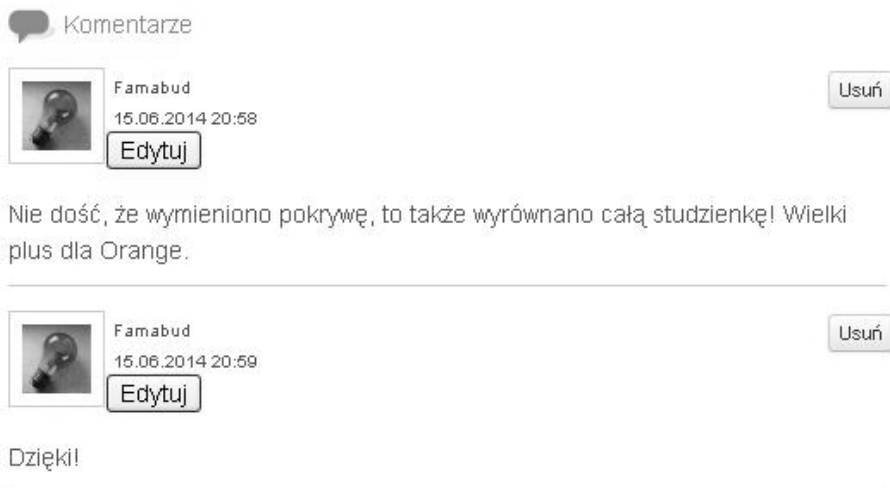 Komentarze
Famabud
Usuń
15.06.2014 20:58
Edytuj
Nie dość, że wymieniono pokrywę, to także wyrównano całą studzienkę! Wielki
plus dla Orange.
Famabud
Usuń
15.06.2014 20:59
Edytuj
Dzięki!